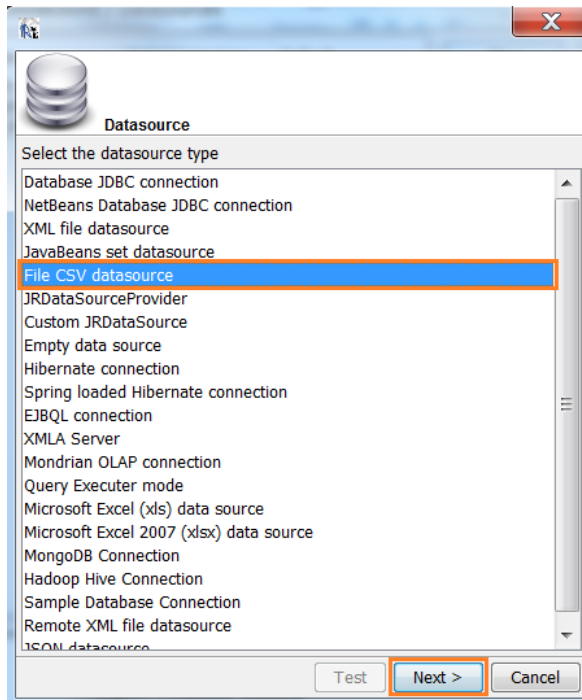 Datasource
Select the datasource type
Database JDBC connection
NetBeans Database JDBC connection
XML file datasource
JavaBeans set datasource
File CSV datasource
JRDataSourceProvider
Custom JRDataSource
Empty data source
Hibernate connection
Spring loaded Hibernate connection
EJBQL connection
XMLA Server
Mondrian OLAP connection
Query Executer mode
Microsoft Excel (xls) data source
Microsoft Excel 2007 (xlsx) data source
MongoDB Connection
Hadoop Hive Connection
Sample Database Connection
Remote XML file datasource
JSON datasource
Test Next > Cancel